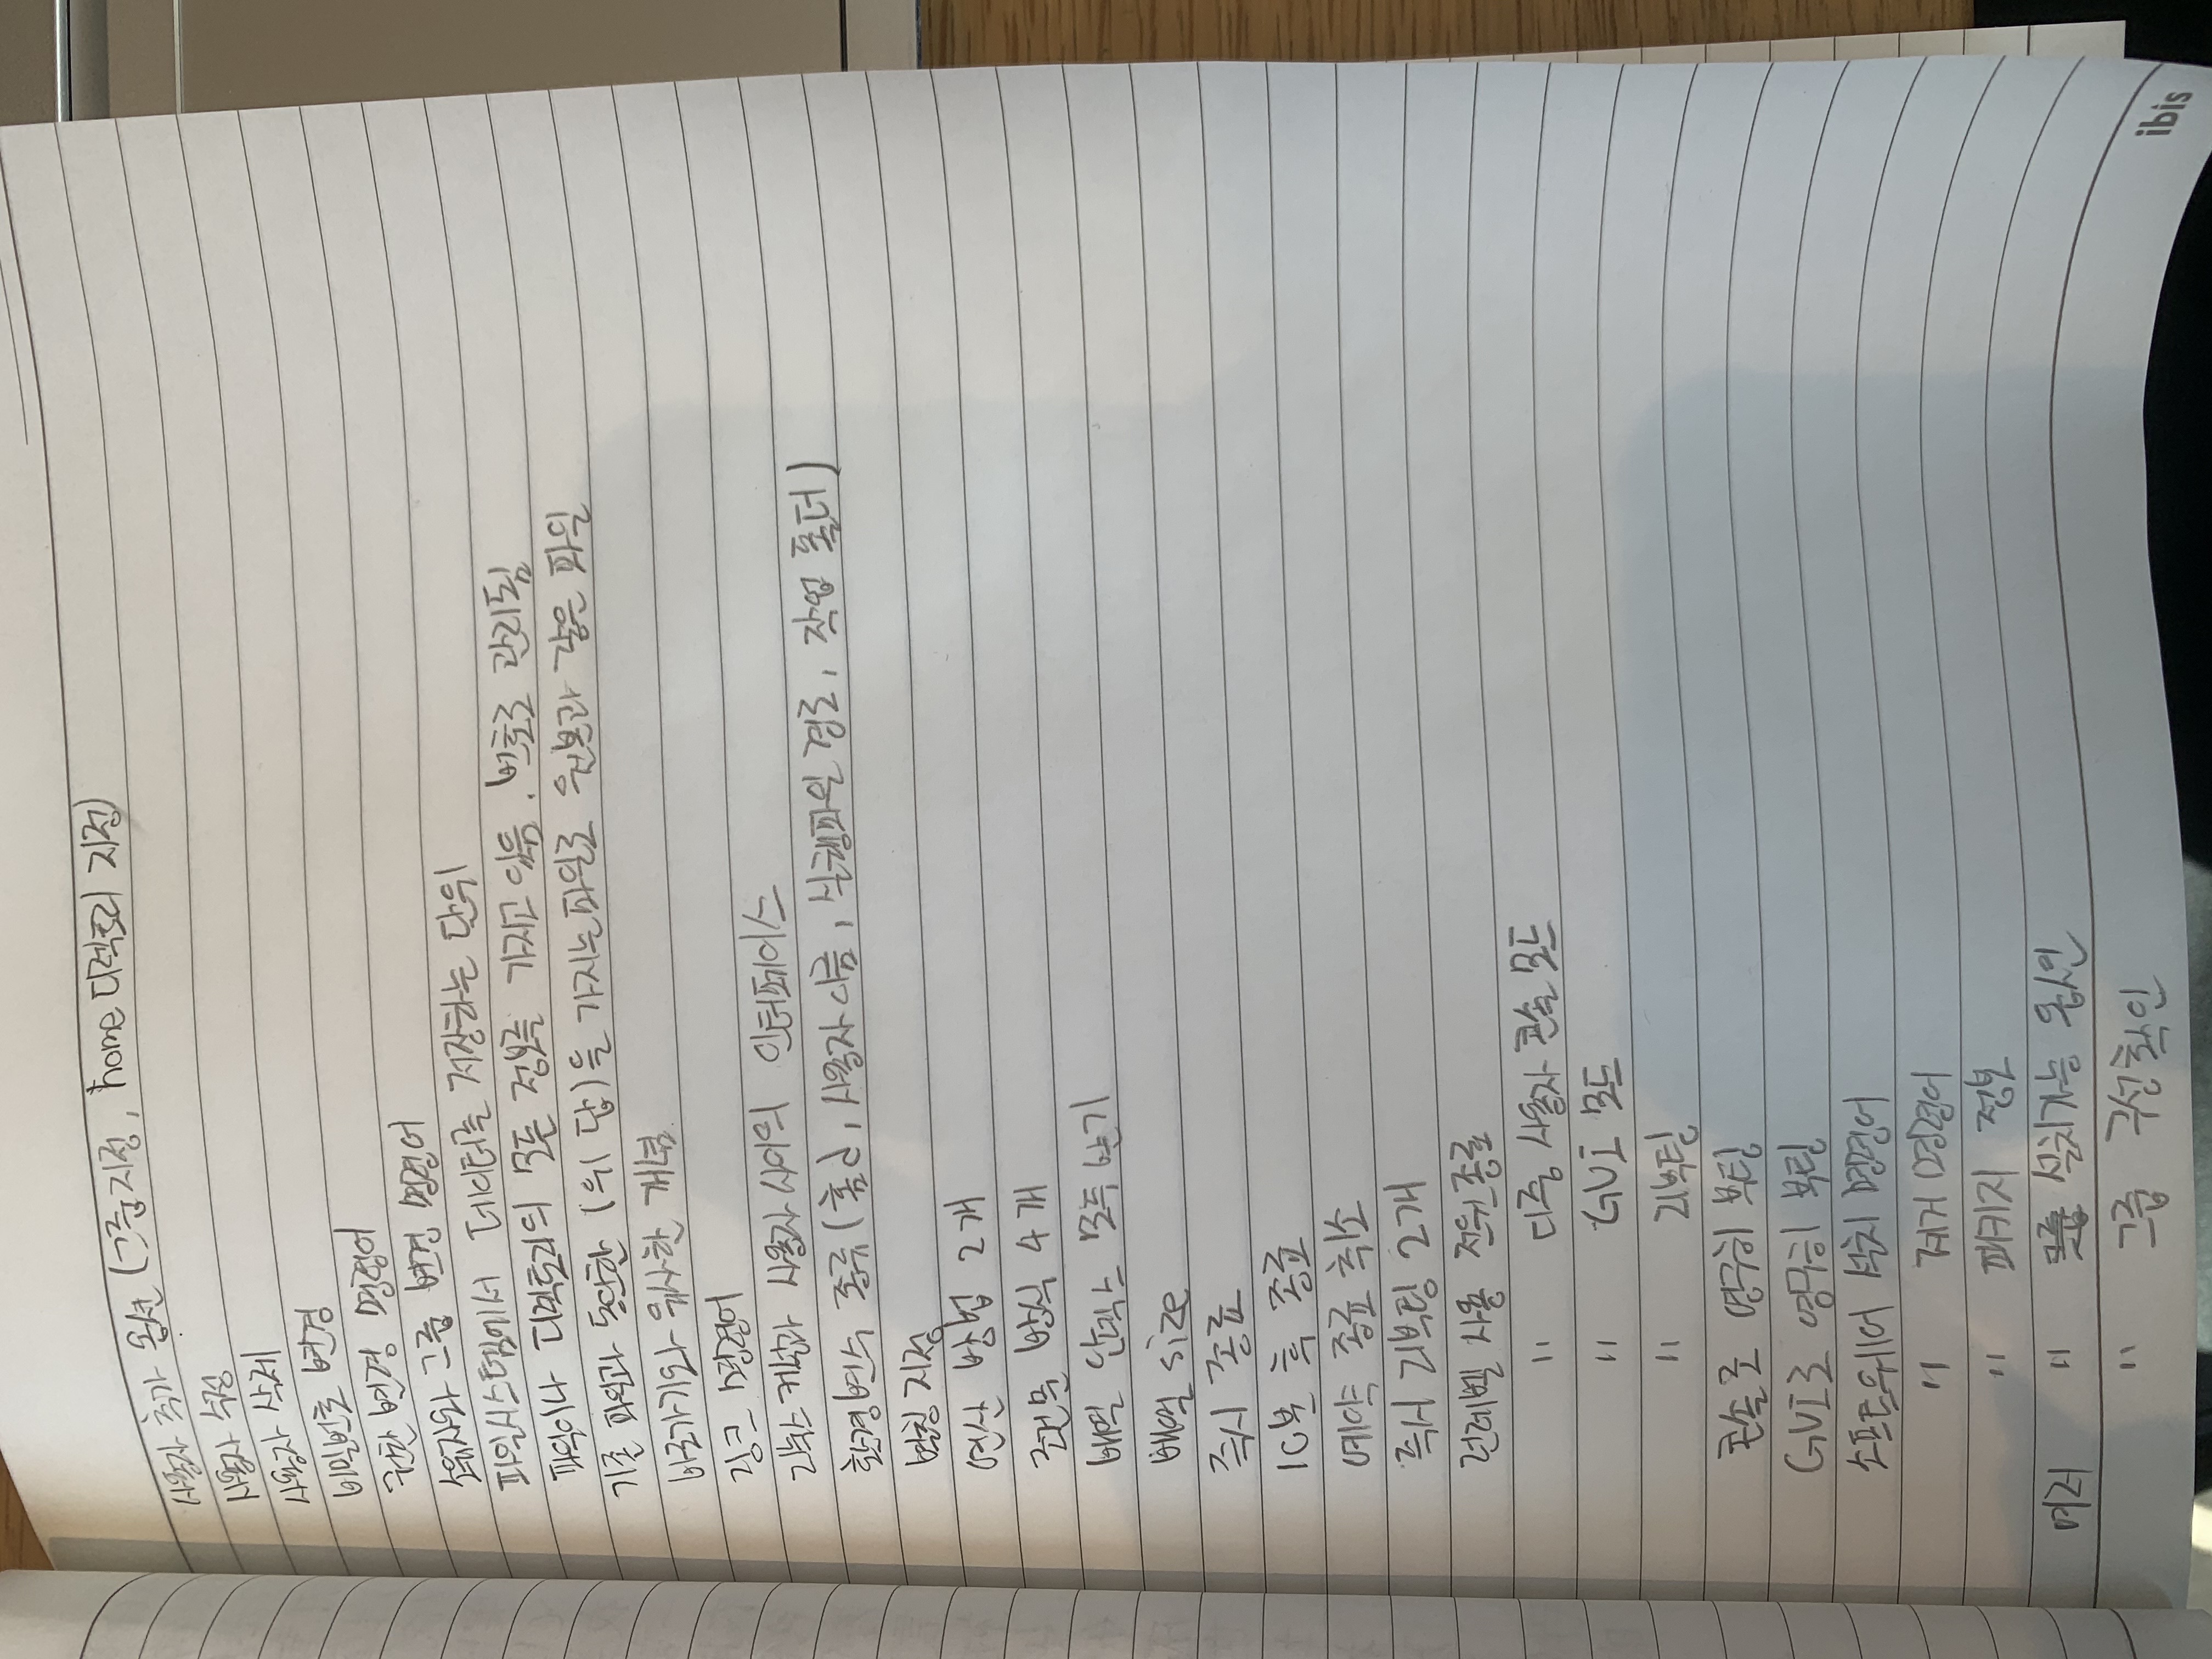 사용자 추가 옵션 (그룹지정, home 디렉토리 지정)
사용자 수정
사용자 삭제
비밀번호 변경
권한 변경 명령어
소유자와 그룹 변경 명령어
파일시스템에서 데이터를 저장하는 단위
파일이나 디렉토리의 모든 정보를 가지고 있음. 번호로 관리됨
기존 파일과 동일한 (위 답)을 가지는 파일로 원본과 같은 파일
바로가기와 유사한 개념
링크 명령어
리눅스 커널과 사용자 사이의 인터페이스
환경변수 종류 (홈 d, 사용자 이름, 실행파일 경로, 작업 폴더)
별칭 지정
연산 방법 2개
조건문 방식 4개
배열 인덱스 모두 받기
배열 size
즉시 종료
10분 후 종료
예약 종료 취소
즉시 리부팅 2개
런레벨 사용 전원종료
〃 다중 사용자 콘솔 모드
〃 GUI 모드
〃 리부팅
콘솔로 영구히 부팅
GUI로 영구히 부팅
소프트웨어 설치 명령어
〃 제거 명령어
〃 패키지 정보
여러 〃 설치가능 옵션
〃 그룹 구성확인
ibis